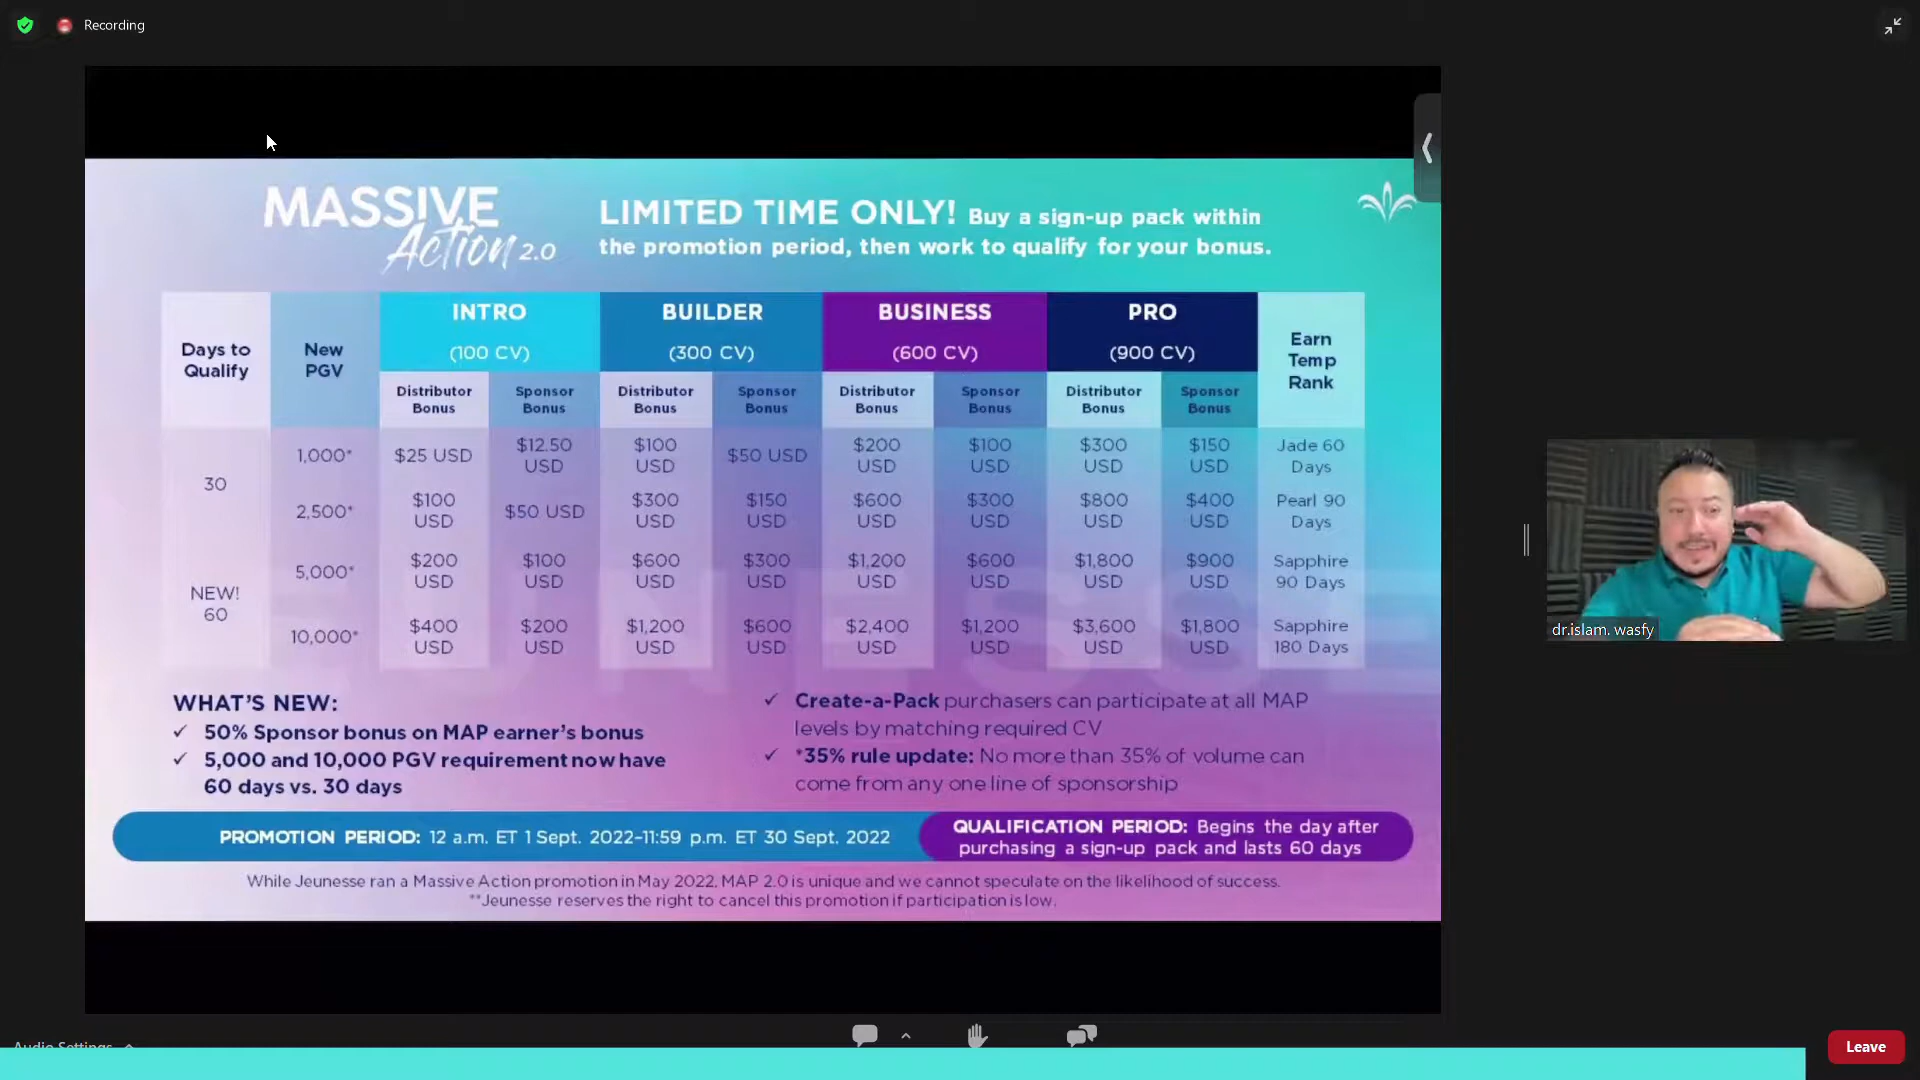 Recording
MASSIVE
Action 2.0
LIMITED TIME ONLY! Buy a sign-up pack within
the promotion period, then work to qualify for your bonus.
Days to
Qualify
New
PGV
INTRO
(100 CV)
BUILDER
(300 CV)
BUSINESS
(600 CV)
PRO
(900 CV)
Earn
Temp
Rank
Distributor
Bonus
Sponsor
Bonus
Distributor
Bonus
Sponsor
Bonus
Distributor
Bonus
Sponsor
Bonus
Distributor
Bonus
Sponsor
Bonus
30
1,000*
$25 USD
$12.50
USD
$100
USD
$50 USD
$200
USD
$100
USD
$300
USD
$150
USD
Jade 60
Days
2,500*
$100
USD
$50 USD
$300
USD
$150
USD
$600
USD
$300
USD
$800
USD
$400
USD
Pearl 90
Days
NEW!
60
5,000*
$200
USD
$100
USD
$600
USD
$300
USD
$1,200
USD
$600
USD
$1,800
USD
$900
USD
Sapphire
90 Days
10,000*
$400
USD
$200
USD
$1,200
USD
$600
USD
$2,400
USD
$1,200
USD
$3,600
USD
$1,800
USD
Sapphire
180 Days
WHAT'S NEW:
✓ 50% Sponsor bonus on MAP earner's bonus
✓ 5,000 and 10,000 PGV requirement now have
60 days vs. 30 days
✓ Create-a-Pack purchasers can participate at all MAP
levels by matching required CV
✓ *35% rule update: No more than 35% of volume can
come from any one line of sponsorship
PROMOTION PERIOD: 12 a.m. ET 1 Sept. 2022-11:59 p.m. ET 30 Sept. 2022
QUALIFICATION PERIOD: Begins the day after
purchasing a sign-up pack and lasts 60 days
While Jeunesse ran a Massive Action promotion in May 2022, MAP 2.0 is unique and we cannot speculate on the likelihood of success.
**Jeunesse reserves the right to cancel this promotion if participation is low.
dr.islam. wasfy
Audio Settings
Leave